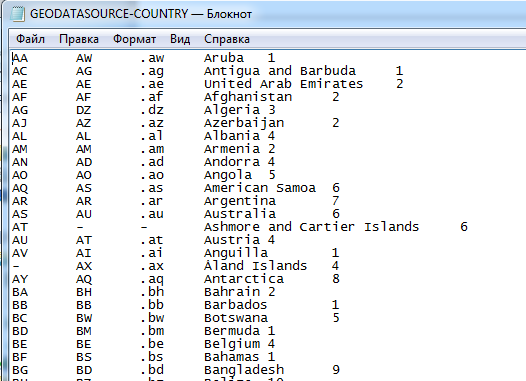 GEODATASOURCE-COUNTRY — Блокнот
Файл Правка Формат Вид Справка
AA AW .aw Aruba 1
AC AG .ag Antigua and Barbuda 1
AE AE .ae United Arab Emirates 2
AF AF .af Afghanistan 2
AG DZ .dz Algeria 3
AJ AZ .az Azerbaijan 2
AL AL .al Albania 4
AM AM .am Armenia 2
AN AD .ad Andorra 4
AO AO .ao Angola 5
AQ AS .as American Samoa 6
AR AR .ar Argentina 7
AS AU .au Australia 6
AT - - Ashmore and Cartier Islands 6
AU AT .at Austria 4
AV AI .ai Anguilla 1
- AX .ax Åland Islands 4
AY AQ .aq Antarctica 8
BA BH .bh Bahrain 2
BB BB .bb Barbados 1
BC BW .bw Botswana 5
BD BM .bm Bermuda 1
BE BE .be Belgium 4
BF BS .bs Bahamas 1
BG BD .bd Bangladesh 9